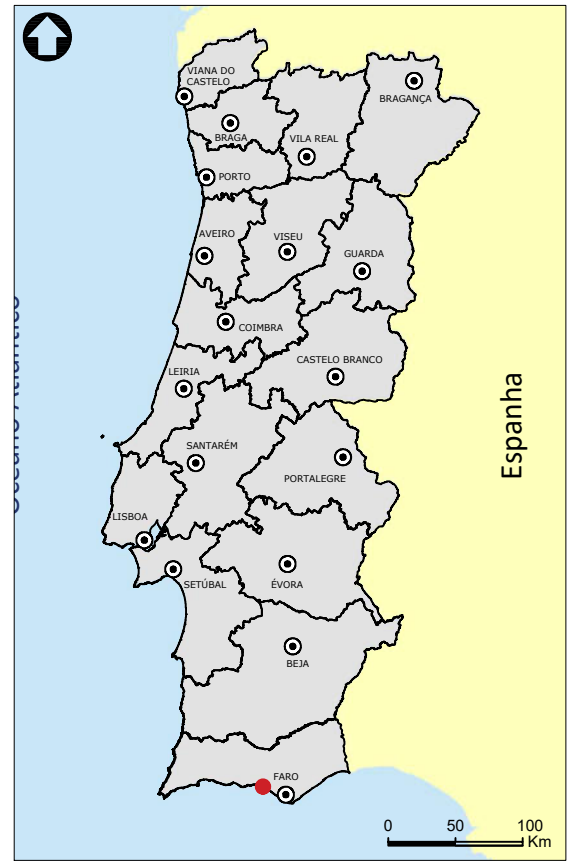 VIANA DO
CASTELO
BRAGANÇA
BRAGA
VILA REAL
PORTO
AVEIRO
VISEU
GUARDA
COIMBRA
CASTELO BRANCO
LEIRIA
Espanha
SANTARÉM
PORTALEGRE
LISBOA
SETÚBAL
ÉVORA
BEJA
FARO
0 50 100
Km